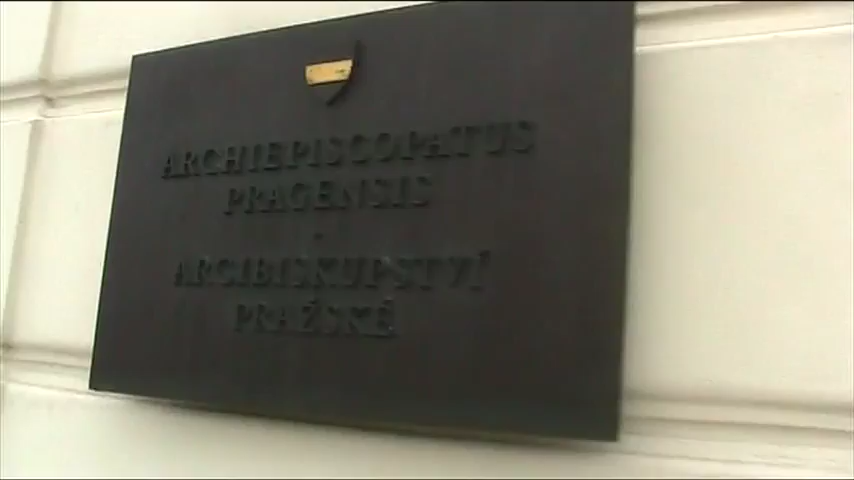 ARCHIEPISCOPATUS
PRAGENSIS
ARCIBISKUPSTVÍ
PRAŽSKÉ